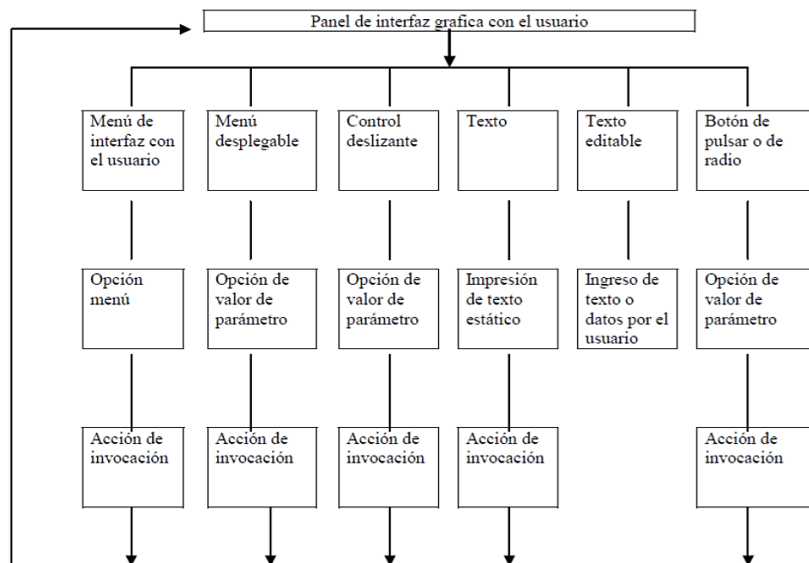 Panel de interfaz grafica con el usuario
Menú de
interfaz con
el usuario
Menú
desplegable
Control
deslizante
Texto
Texto
editable
Botón de
pulsar o de
radio
Opción
menú
Opción de
valor de
parámetro
Opción de
valor de
parámetro
Impresión
de texto
estático
Ingreso de
texto o
datos por el
usuario
Opción de
valor de
parámetro
Acción de
invocación
Acción de
invocación
Acción de
invocación
Acción de
invocación
Acción de
invocación